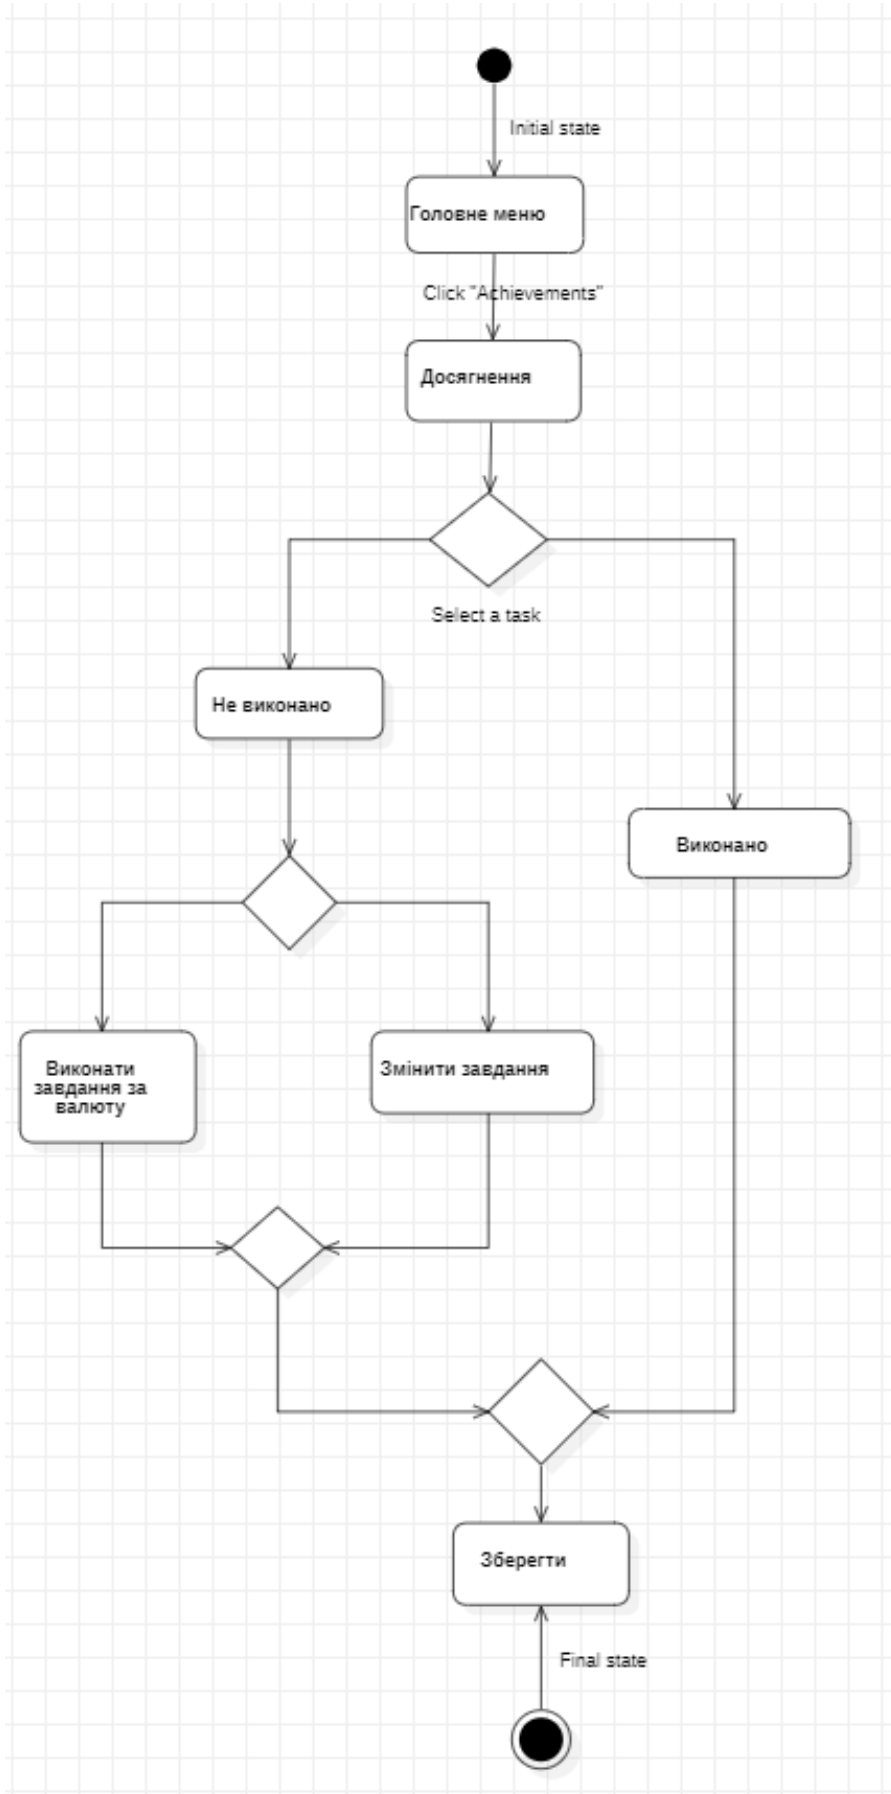 Initial state
Головне меню
Click "Achievements"
Досягнення
Select a task
Не виконано
Виконано
Виконати
завдання за
валюту
Змінити завдання
Зберегти
Final state